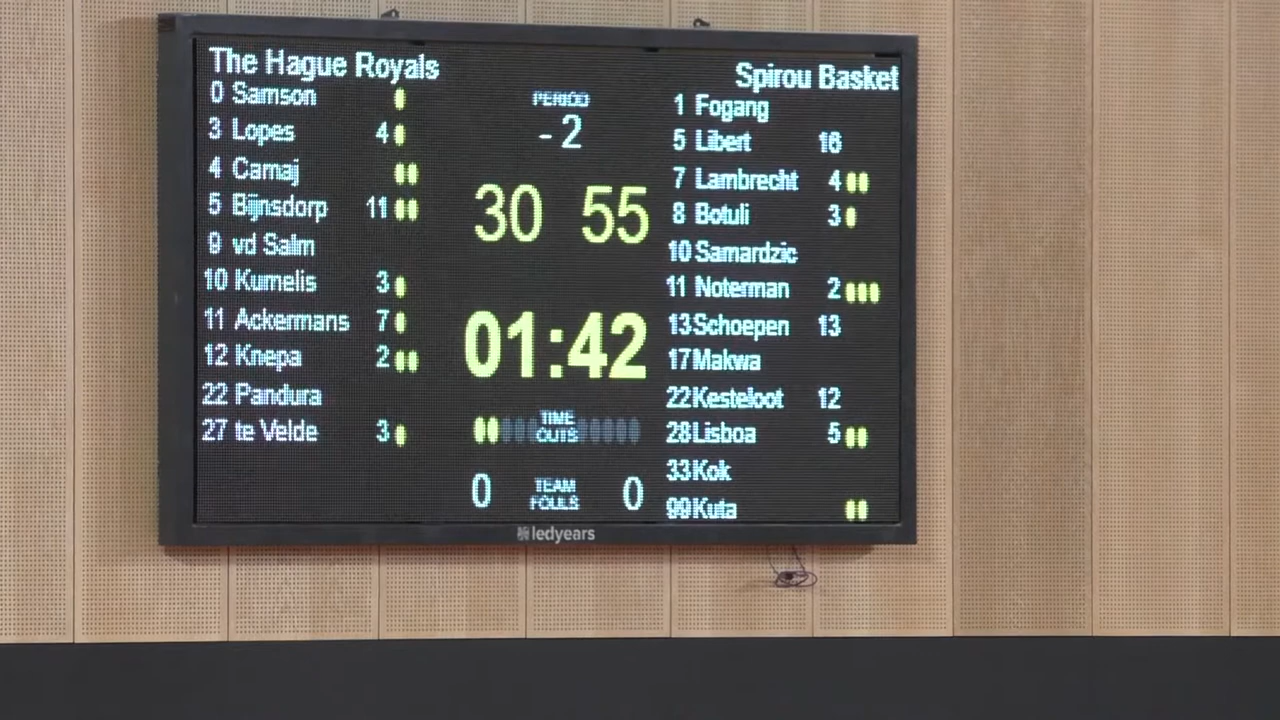 The Hague Royals
0 Samson
3 Lopes 4
4 Camaj
5 Bijnsdorp 11
9 vd Salm
10 Kumelis 3
11 Ackermans 7
12 Knepa 2
22 Pandura
27 te Velde 3
PERIOD
-2
30 55
01:42
TIME
OUTS
0 TEAM FOULS 0
Spirou Basket
1 Fogang
5 Libert 16
7 Lambrecht 4
8 Botuli 3
10 Samardzic
11 Noterman 2
13 Schoepen 13
17 Makwa
22 Kesteloot 12
28 Lisboa 5
33 Kok
99 Kuta
ledyears